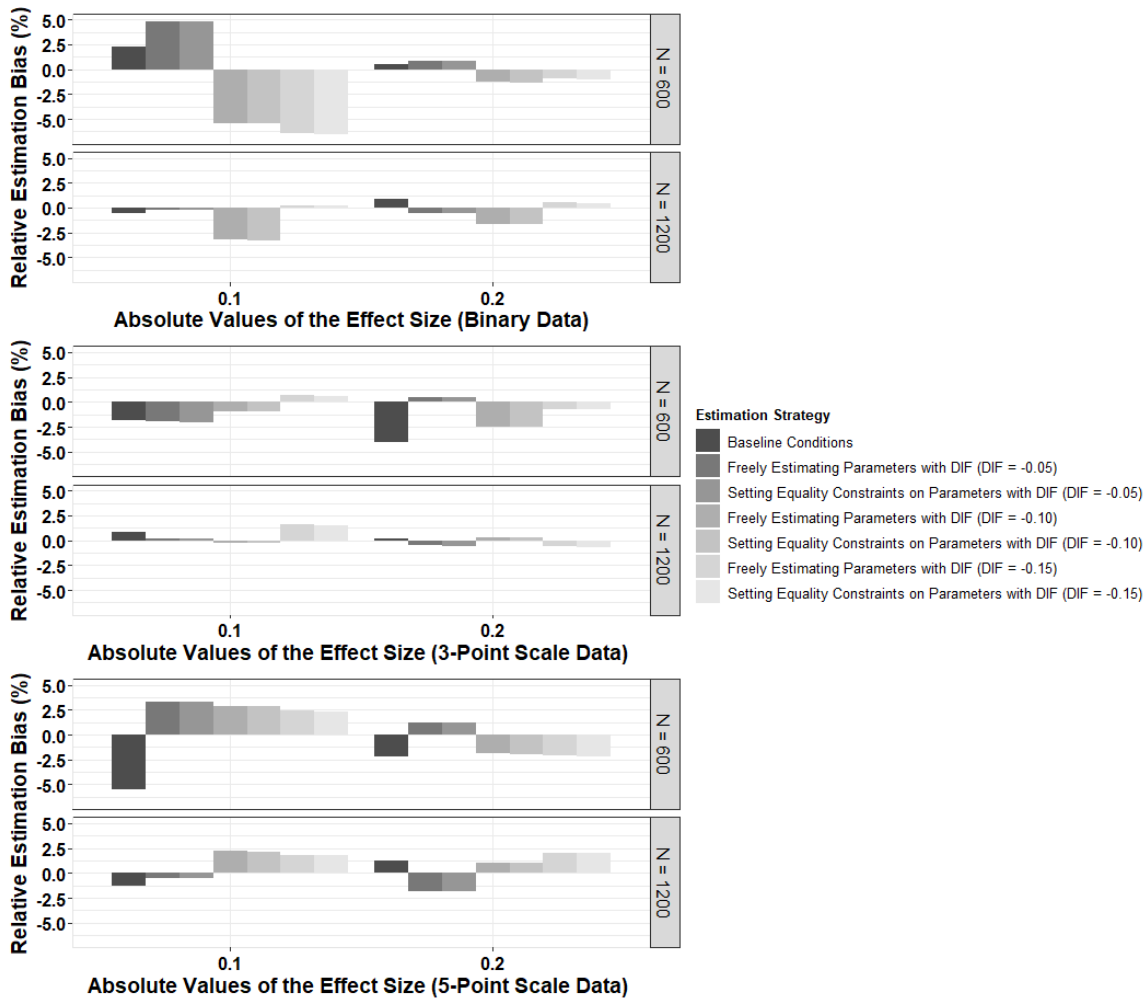 Relative Estimation Bias (%)
5.0
2.5
0.0
-2.5
-5.0
N = 600
5.0
2.5
0.0
-2.5
-5.0
N = 1200
0.1
0.2
Absolute Values of the Effect Size (Binary Data)
Relative Estimation Bias (%)
5.0
2.5
0.0
-2.5
-5.0
N = 600
5.0
2.5
0.0
-2.5
-5.0
N = 1200
0.1
0.2
Absolute Values of the Effect Size (3-Point Scale Data)
Relative Estimation Bias (%)
5.0
2.5
0.0
-2.5
-5.0
N = 600
5.0
2.5
0.0
-2.5
-5.0
N = 1200
0.1
0.2
Absolute Values of the Effect Size (5-Point Scale Data)
Estimation Strategy
Baseline Conditions
Freely Estimating Parameters with DIF (DIF = -0.05)
Setting Equality Constraints on Parameters with DIF (DIF = -0.05)
Freely Estimating Parameters with DIF (DIF = -0.10)
Setting Equality Constraints on Parameters with DIF (DIF = -0.10)
Freely Estimating Parameters with DIF (DIF = -0.15)
Setting Equality Constraints on Parameters with DIF (DIF = -0.15)